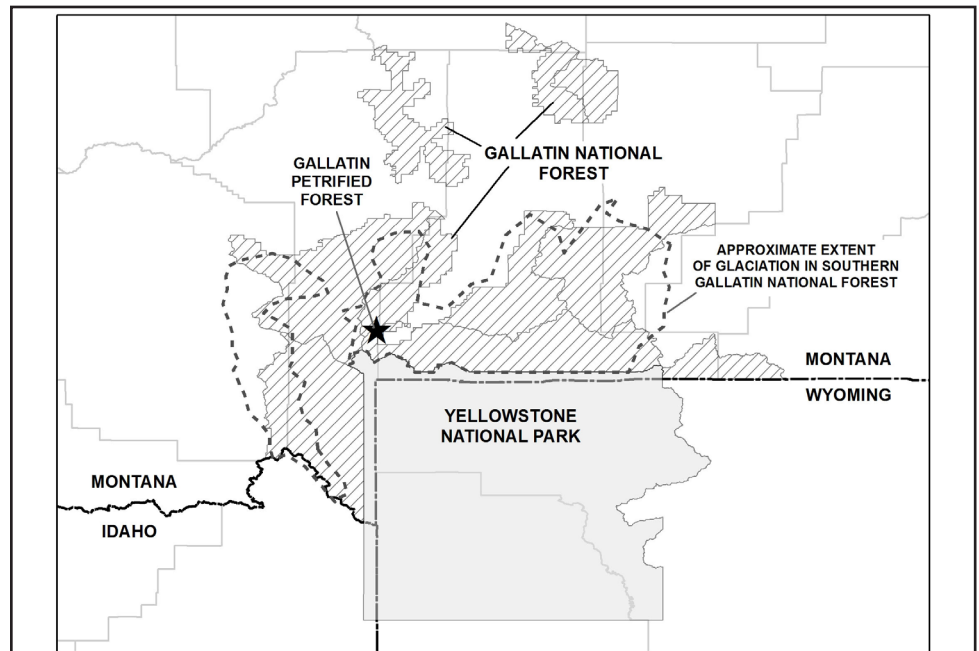 GALLATIN
PETRIFIED
FOREST
GALLATIN NATIONAL
FOREST
APPROXIMATE EXTENT
OF GLACIATION IN SOUTHERN
GALLATIN NATIONAL FOREST
MONTANA
WYOMING
YELLOWSTONE
NATIONAL PARK
MONTANA
IDAHO